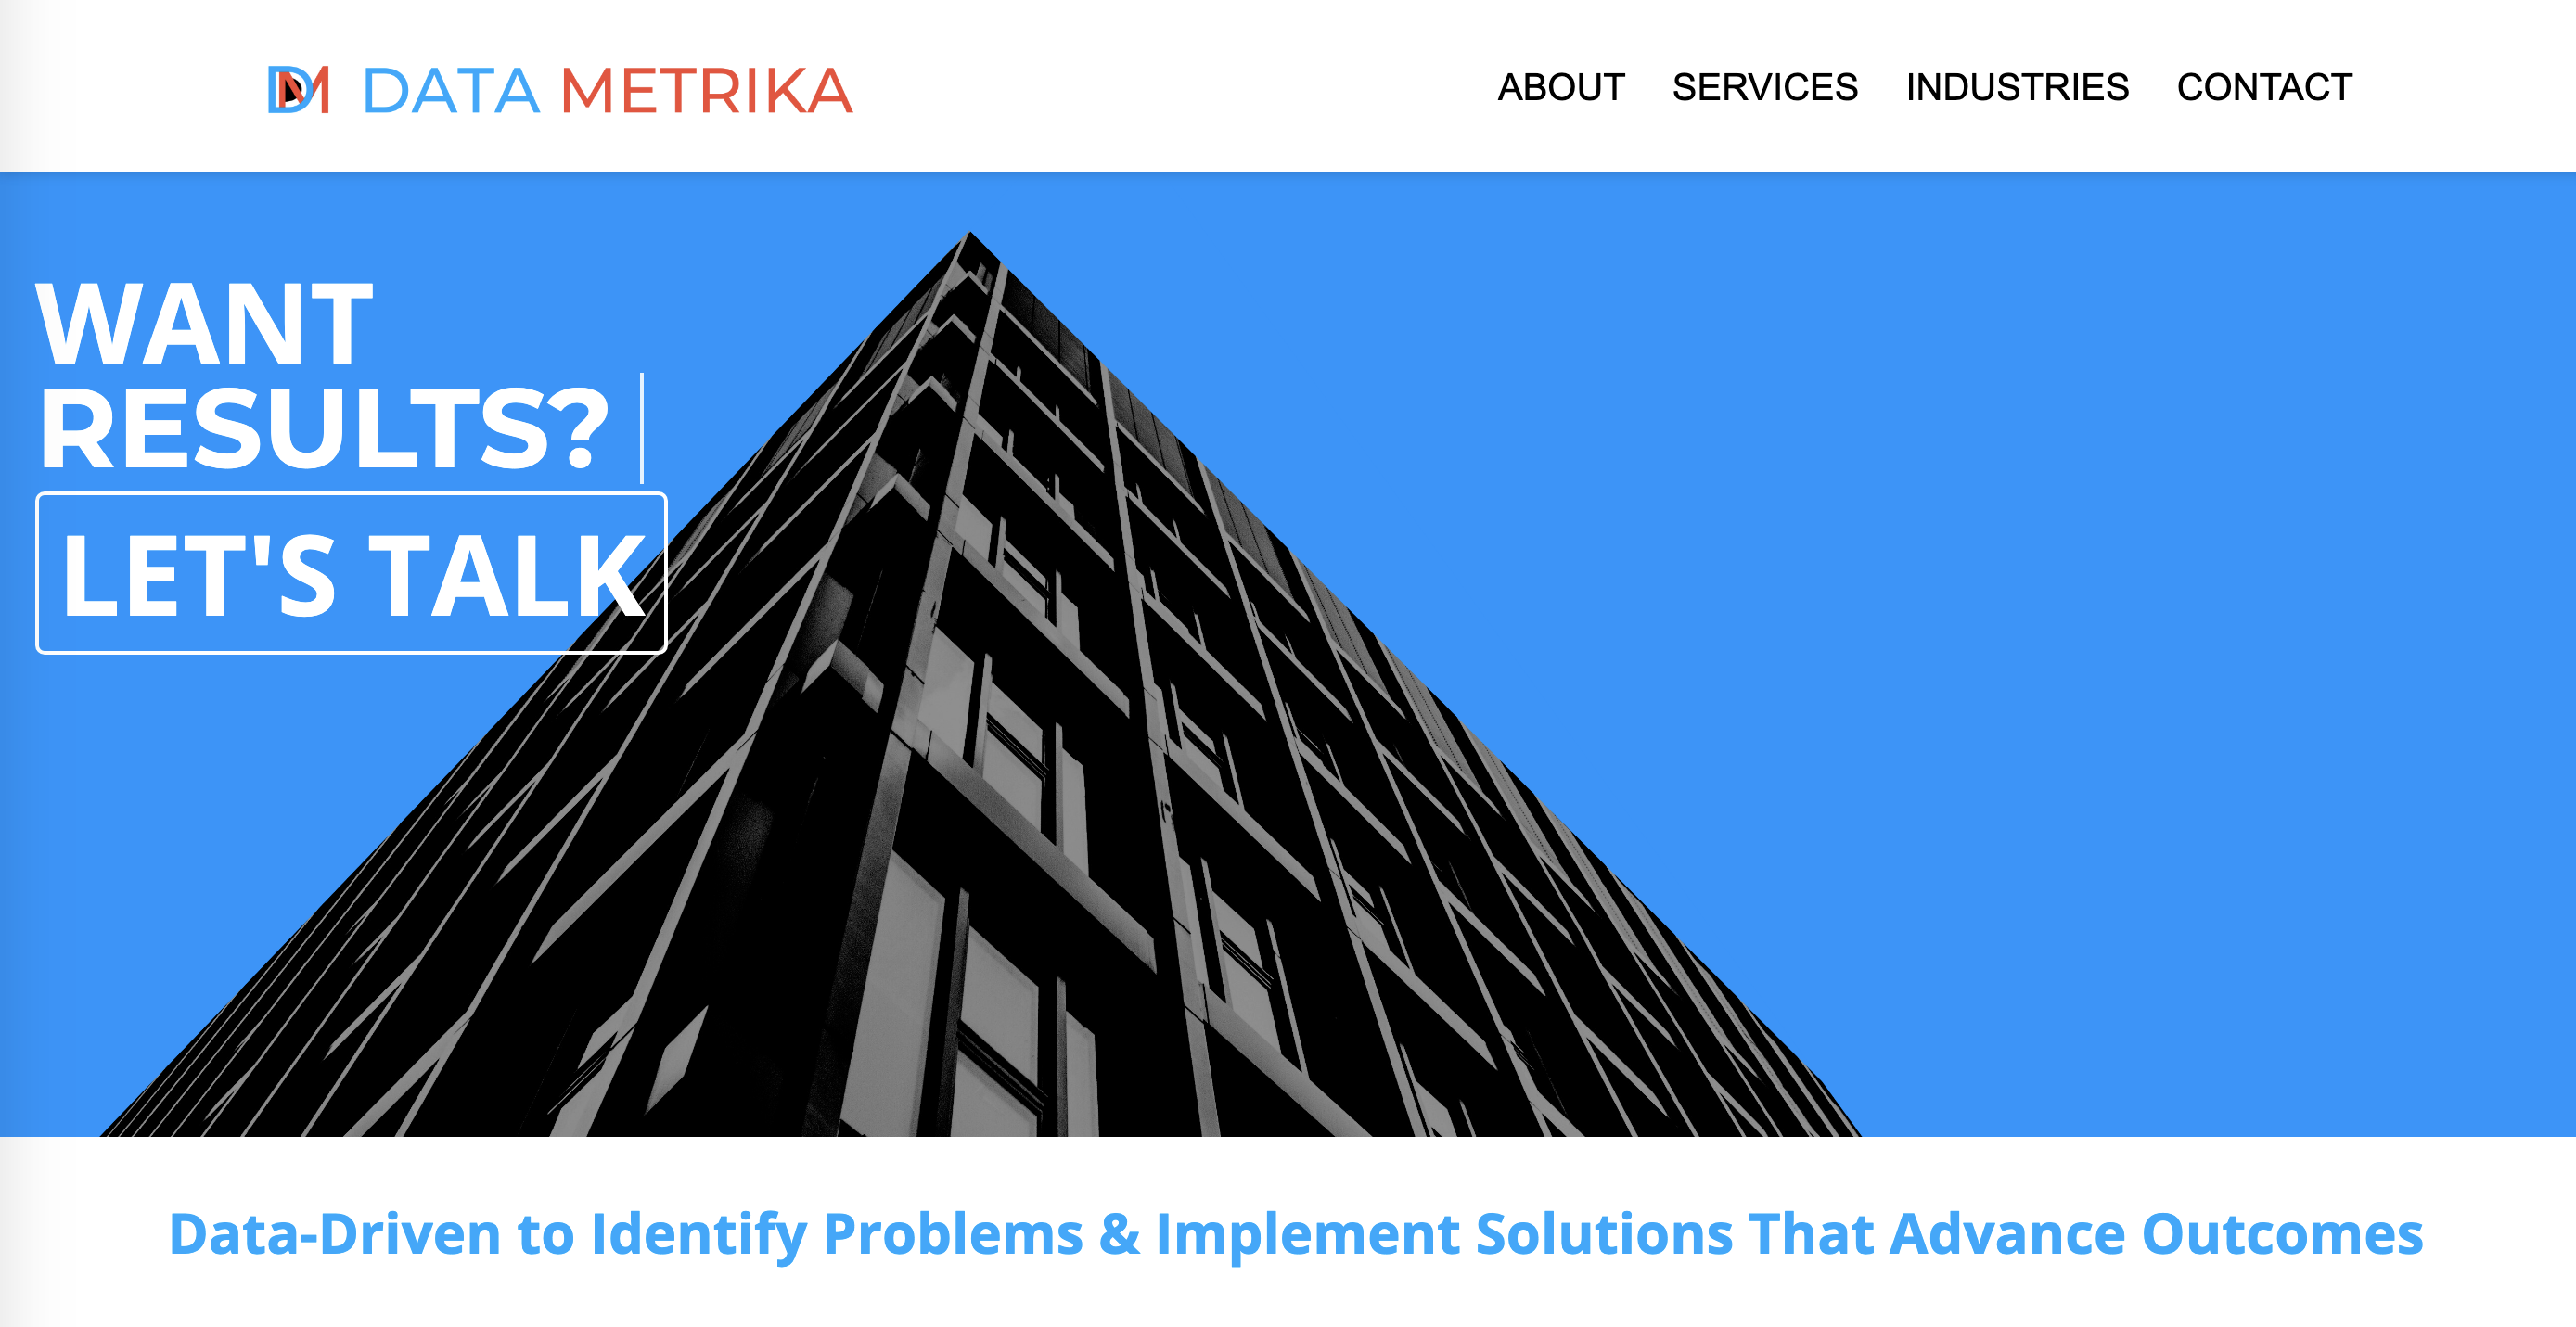 DM DATA METRIKA
ABOUT SERVICES INDUSTRIES CONTACT
WANT
RESULTS?
LET'S TALK
Data-Driven to Identify Problems & Implement Solutions That Advance Outcomes